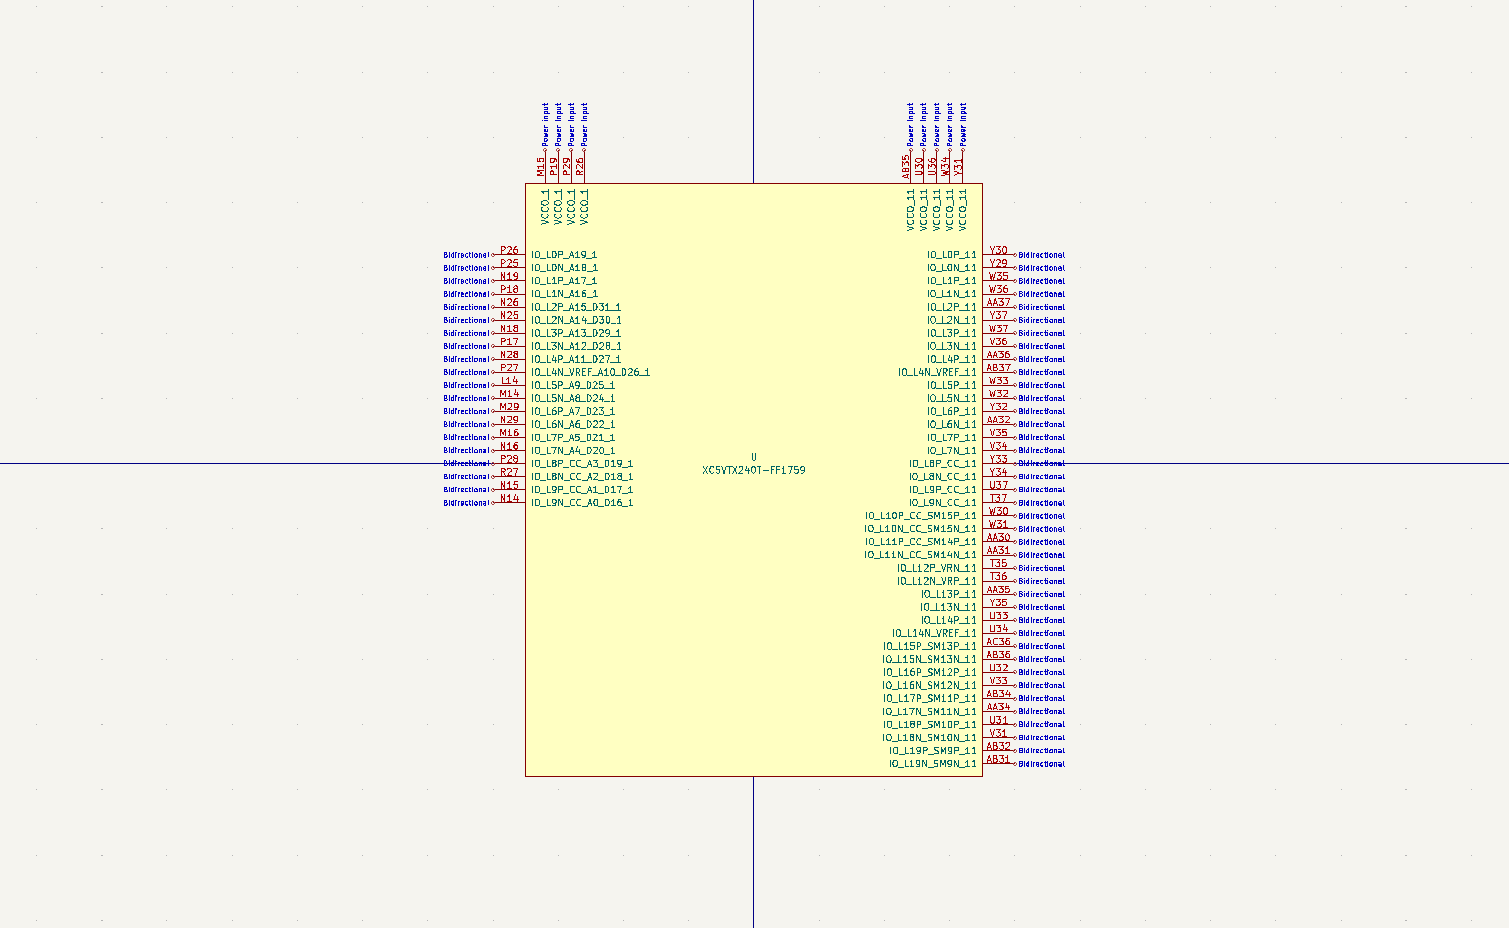 Power Input Power Input Power Input Power Input Power Input Power Input Power Input Power Input Power Input
M15 P19 P29 R26 AB35 U30 U36 W34 Y31
VCCO_1 VCCO_1 VCCO_1 VCCO_1 VCCO_11 VCCO_11 VCCO_11 VCCO_11 VCCO_11
Bidirectional P26 IO_L0P_A19_1 IO_L0P_11 Y30 Bidirectional
Bidirectional P25 IO_L0N_A18_1 IO_L0N_11 Y29 Bidirectional
Bidirectional N19 IO_L1P_A17_1 IO_L1P_11 W35 Bidirectional
Bidirectional P18 IO_L1N_A16_1 IO_L1N_11 W36 Bidirectional
Bidirectional N26 IO_L2P_A15_D31_1 IO_L2P_11 AA37 Bidirectional
Bidirectional N25 IO_L2N_A14_D30_1 IO_L2N_11 Y37 Bidirectional
Bidirectional N18 IO_L3P_A13_D29_1 IO_L3P_11 W37 Bidirectional
Bidirectional P17 IO_L3N_A12_D28_1 IO_L3N_11 V36 Bidirectional
Bidirectional N28 IO_L4P_A11_D27_1 IO_L4P_11 AA36 Bidirectional
Bidirectional P27 IO_L4N_VREF_A10_D26_1 IO_L4N_VREF_11 AB37 Bidirectional
Bidirectional L14 IO_L5P_A9_D25_1 IO_L5P_11 W33 Bidirectional
Bidirectional M14 IO_L5N_A8_D24_1 IO_L5N_11 W32 Bidirectional
Bidirectional M29 IO_L6P_A7_D23_1 IO_L6P_11 Y32 Bidirectional
Bidirectional N29 IO_L6N_A6_D22_1 IO_L6N_11 AA32 Bidirectional
Bidirectional M16 IO_L7P_A5_D21_1 IO_L7P_11 V35 Bidirectional
Bidirectional N16 IO_L7N_A4_D20_1 IO_L7N_11 V34 Bidirectional
U
Bidirectional P28 IO_L8P_CC_A3_D19_1 IO_L8P_CC_11 Y33 Bidirectional
XC5VTX240T-FF1759
Bidirectional R27 IO_L8N_CC_A2_D18_1 IO_L8N_CC_11 Y34 Bidirectional
Bidirectional N15 IO_L9P_CC_A1_D17_1 IO_L9P_CC_11 U37 Bidirectional
Bidirectional N14 IO_L9N_CC_A0_D16_1 IO_L9N_CC_11 T37 Bidirectional
IO_L10P_CC_SM15P_11 W30 Bidirectional
IO_L10N_CC_SM15N_11 W31 Bidirectional
IO_L11P_CC_SM14P_11 AA30 Bidirectional
IO_L11N_CC_SM14N_11 AA31 Bidirectional
IO_L12P_VRN_11 T35 Bidirectional
IO_L12N_VRP_11 T36 Bidirectional
IO_L13P_11 AA35 Bidirectional
IO_L13N_11 Y35 Bidirectional
IO_L14P_11 U33 Bidirectional
IO_L14N_VREF_11 U34 Bidirectional
IO_L15P_SM13P_11 AC36 Bidirectional
IO_L15N_SM13N_11 AB36 Bidirectional
IO_L16P_SM12P_11 U32 Bidirectional
IO_L16N_SM12N_11 V33 Bidirectional
IO_L17P_SM11P_11 AB34 Bidirectional
IO_L17N_SM11N_11 AA34 Bidirectional
IO_L18P_SM10P_11 U31 Bidirectional
IO_L18N_SM10N_11 V31 Bidirectional
IO_L19P_SM9P_11 AB32 Bidirectional
IO_L19N_SM9N_11 AB31 Bidirectional